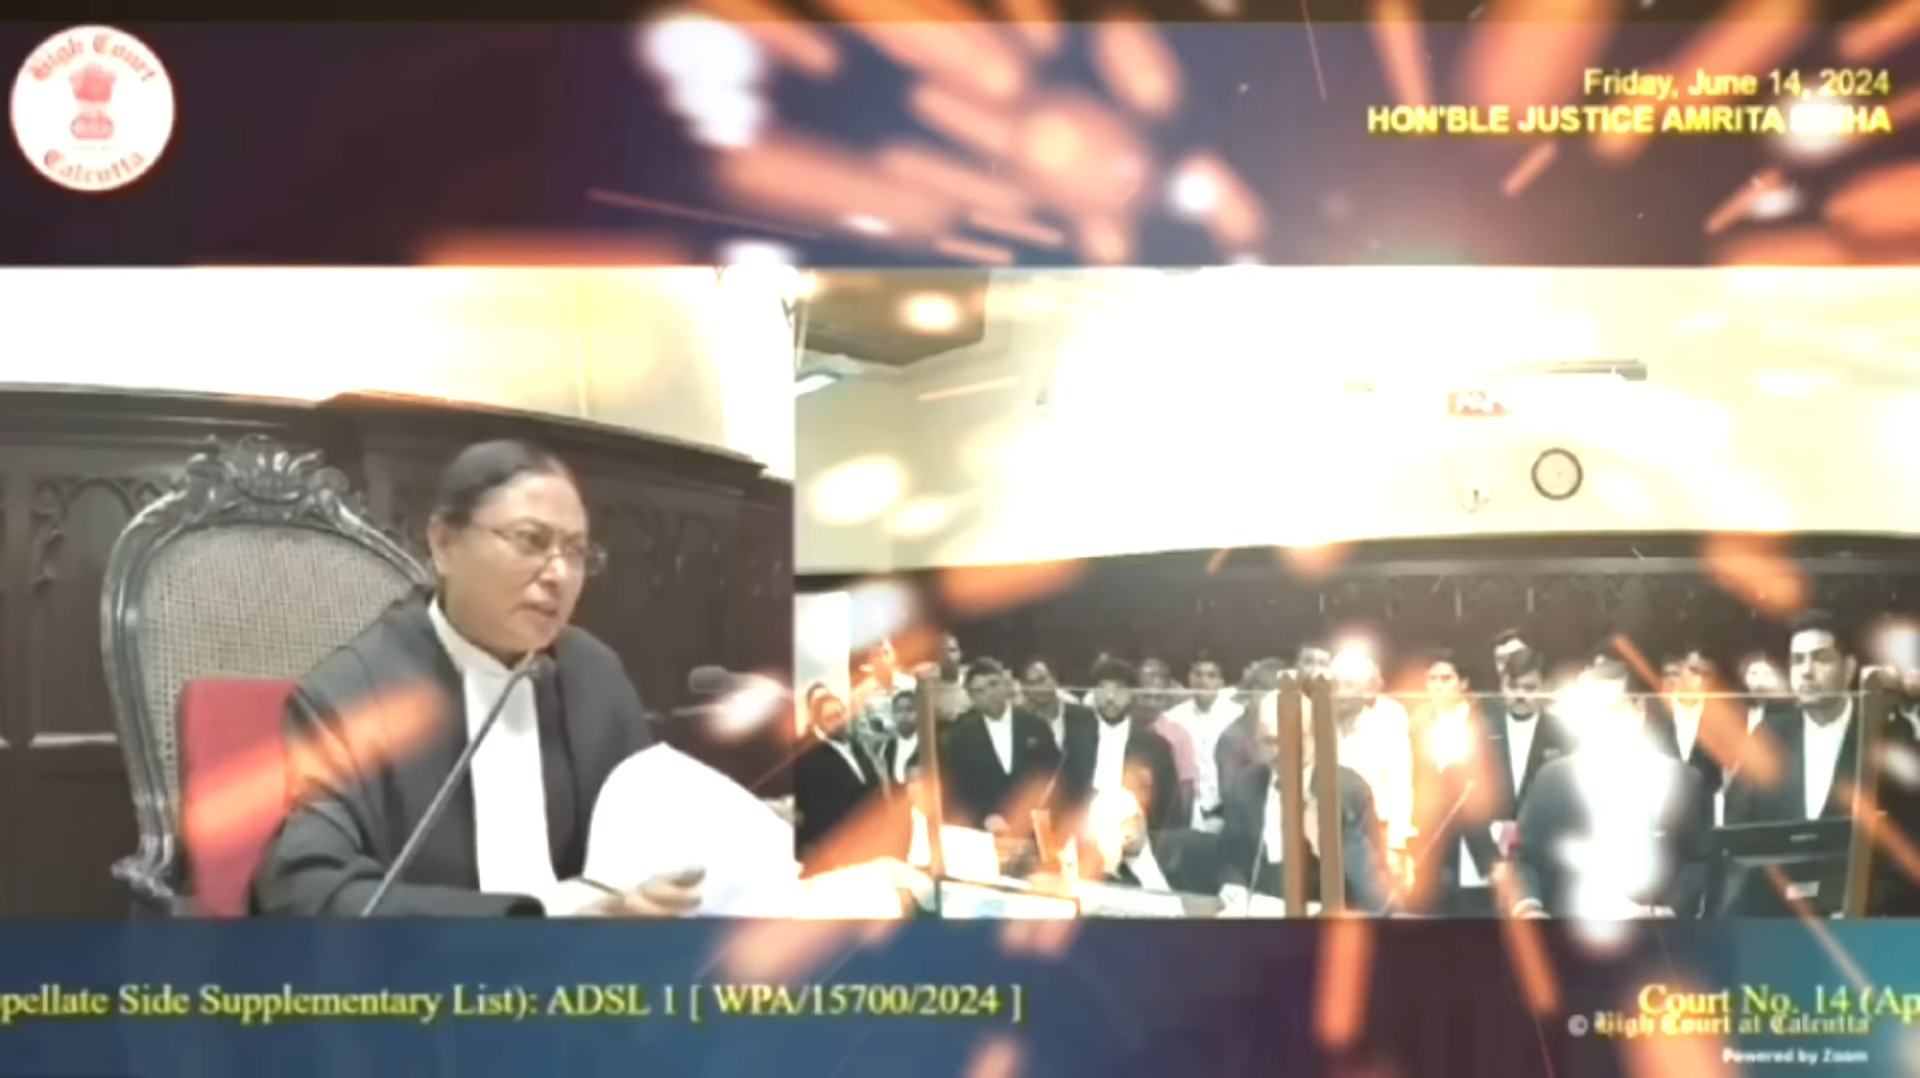 High Court
Calcutta
Friday, June 14, 2024
HON'BLE JUSTICE AMRITA
ppellate Side Supplementary List): ADSL 1 [ WPA/15700/2024 ]
Court No. 14 (Ap
© High Court at Calcutta
Powered by Zoom